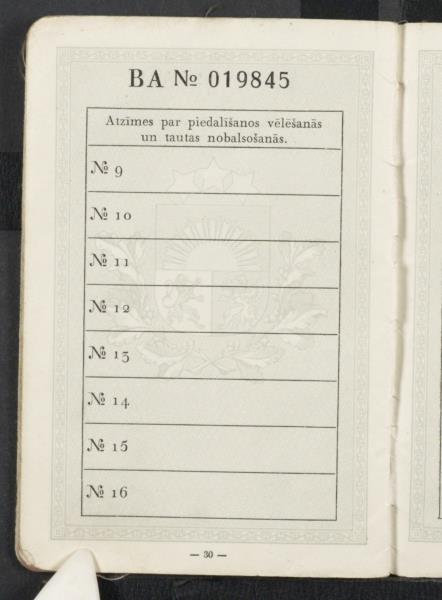 BA № 019845
Atzīmes par piedalīšanos vēlēšanās
un tautas nobalsošanās.
№ 9
№ 10
№ 11
№ 12
№ 13
№ 14
№ 15
№ 16
— 30 —